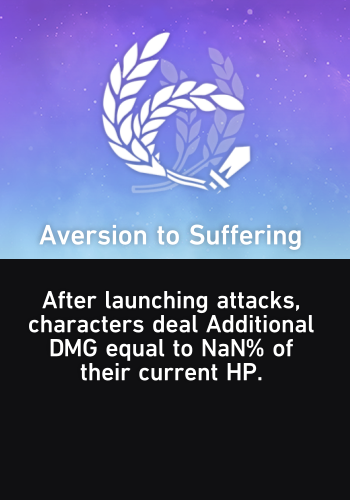 Aversion to Suffering
After launching attacks,
characters deal Additional
DMG equal to NaN% of
their current HP.